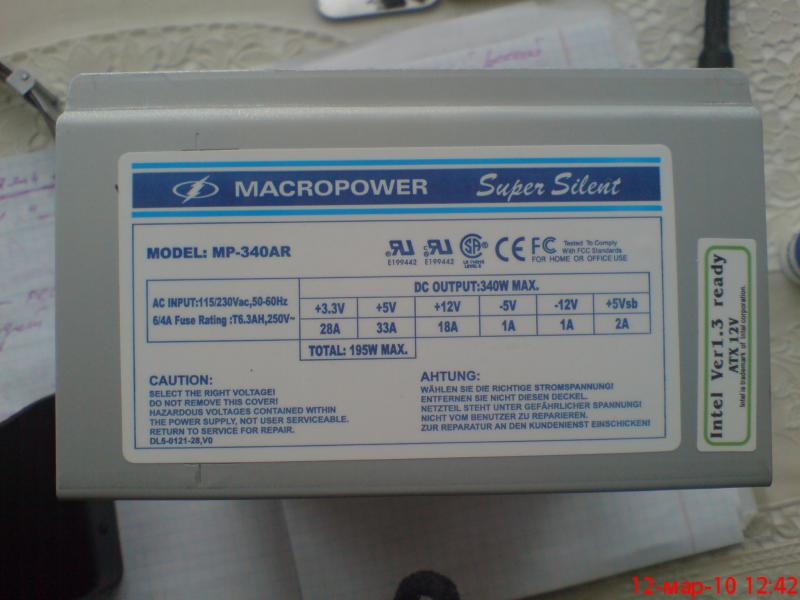 MACROPOWER Super Silent
MODEL: MP-340AR
E199442 E199442
Tested To Comply
With FCC Standards
FOR HOME OR OFFICE USE
AC INPUT:115/230Vac,50-60Hz
6/4A Fuse Rating :T6.3AH,250V~
DC OUTPUT:340W MAX.
+3.3V +5V +12V -5V -12V +5Vsb
28A 33A 18A 1A 1A 2A
TOTAL: 195W MAX.
CAUTION:
SELECT THE RIGHT VOLTAGE!
DO NOT REMOVE THIS COVER!
HAZARDOUS VOLTAGES CONTAINED WITHIN
THE POWER SUPPLY, NOT USER SERVICEABLE.
RETURN TO SERVICE FOR REPAIR.
DL5-0121-28,V0
AHTUNG:
WÄHLEN SIE DIE RICHTIGE STROMSPANNUNG!
ENTFERNEN SIE NICHT DIESEN DECKEL.
NETZTEIL STEHT UNTER GEFÄHRLICHER SPANNUNG!
NICHT VOM BENUTZER ZU REPARIEREN.
ZUR REPARATUR AN DEN KUNDENIENST EINSCHICKEN!
Intel Ver1.3 ready
ATX 12V
Intel is trademark of Intel corporation.
12-мар-10 12:42